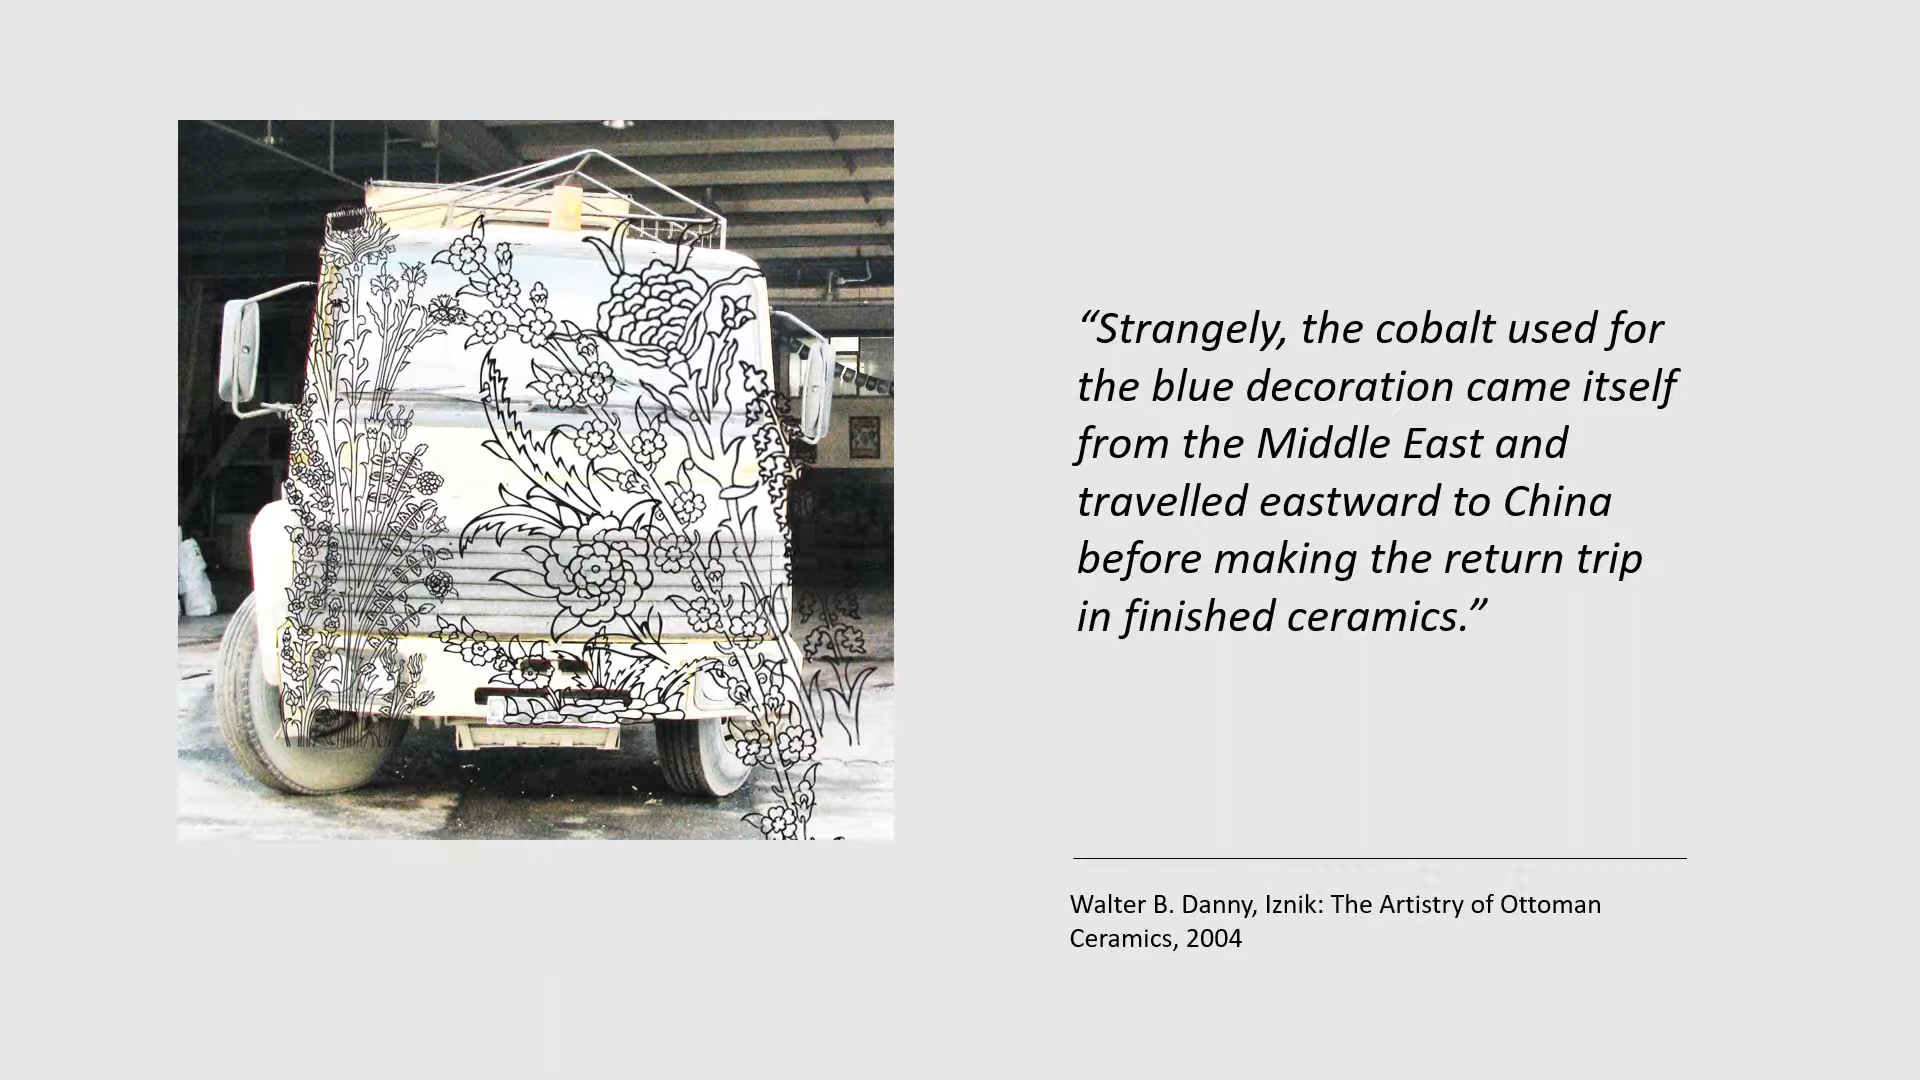 “Strangely, the cobalt used for
the blue decoration came itself
from the Middle East and
travelled eastward to China
before making the return trip
in finished ceramics.”
Walter B. Danny, Iznik: The Artistry of Ottoman
Ceramics, 2004